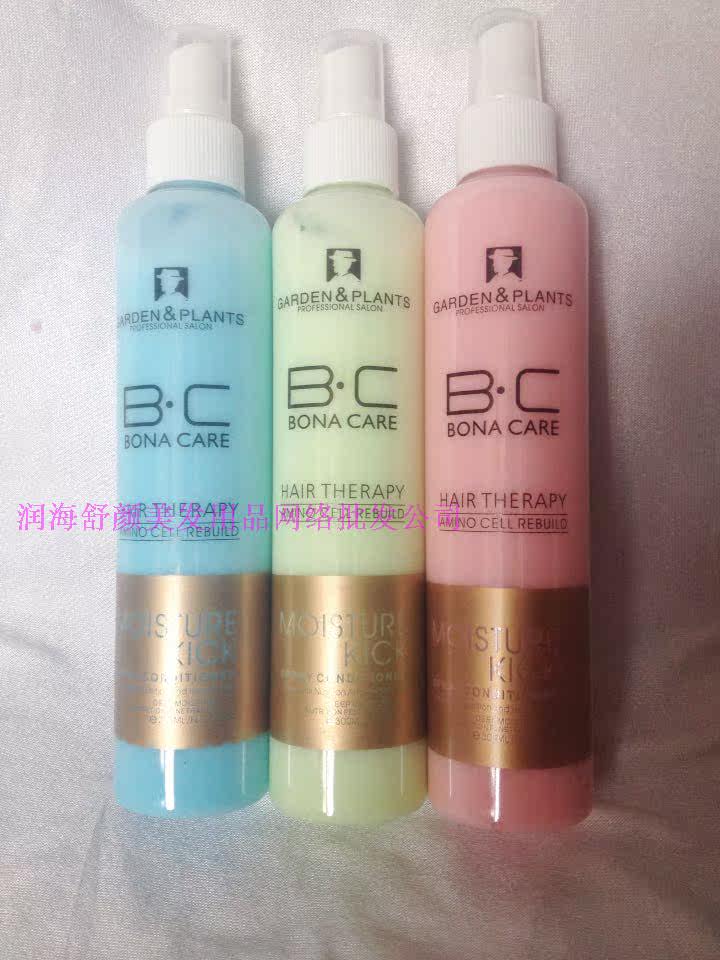 GARDEN & PLANTS
PROFESSIONAL SALON
B·C
BONA CARE
HAIR THERAPY
AMINO CELL REBUILD
MOISTURE
KICK
GARDEN & PLANTS
PROFESSIONAL SALON
B·C
BONA CARE
HAIR THERAPY
AMINO CELL REBUILD
MOISTURE
KICK
SPRAY CONDITIONER
GARDEN & PLANTS
PROFESSIONAL SALON
B·C
BONA CARE
HAIR THERAPY
AMINO CELL REBUILD
MOISTURE
KICK
润海舒颜美发用品网络批发公司